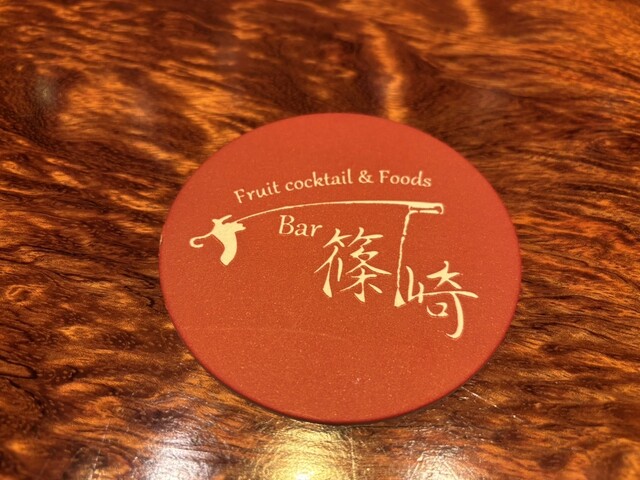 Fruit cocktail & Foods
Bar
篠崎